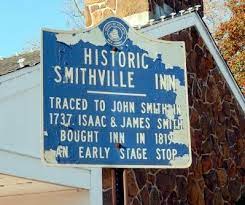 HISTORIC
SMITHVILLE INN
TRACED TO JOHN SMITH IN
1737. ISAAC & JAMES SMITH
BOUGHT INN IN 1819.
AN EARLY STAGE STOP.